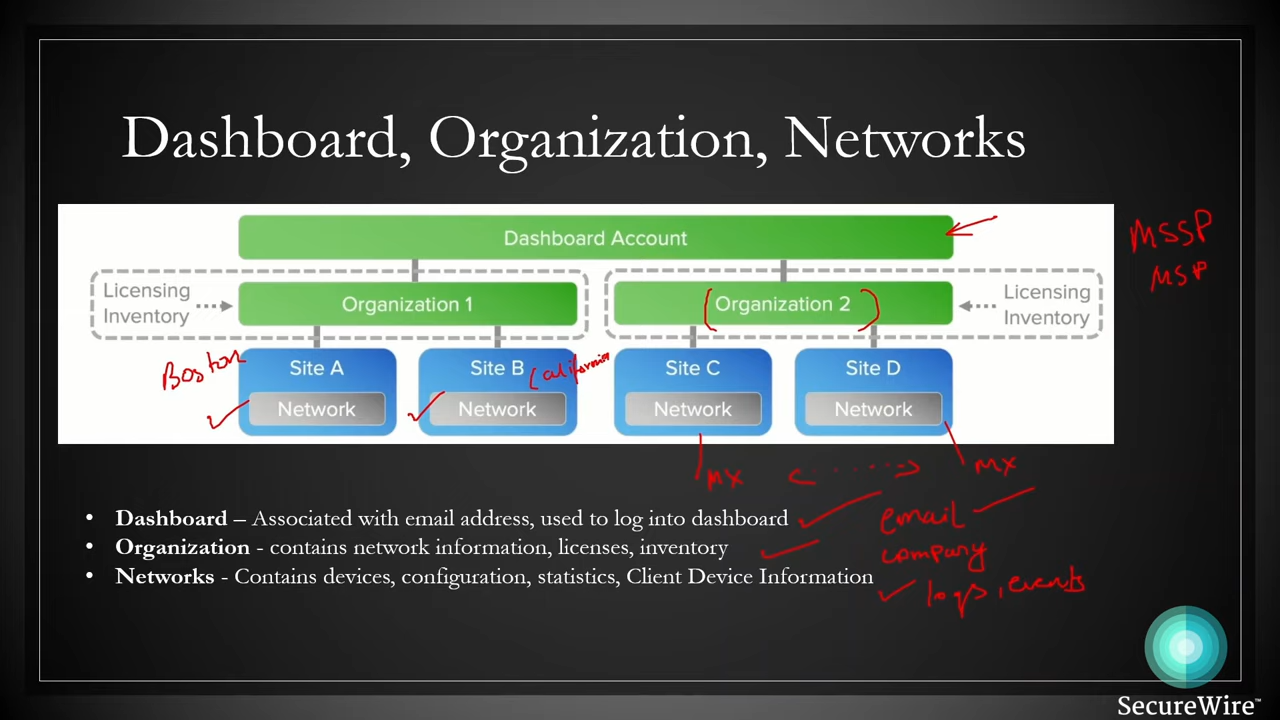 Dashboard, Organization, Networks
Dashboard Account
MSSP
MSP
Licensing
Inventory
Organization 1
Organization 2
Licensing
Inventory
Boston
Site A
Site B
California
Site C
Site D
Network
Network
Network
Network
MX
MX
• Dashboard – Associated with email address, used to log into dashboard
email
• Organization - contains network information, licenses, inventory
company
• Networks - Contains devices, configuration, statistics, Client Device Information
logs, events
SecureWire™